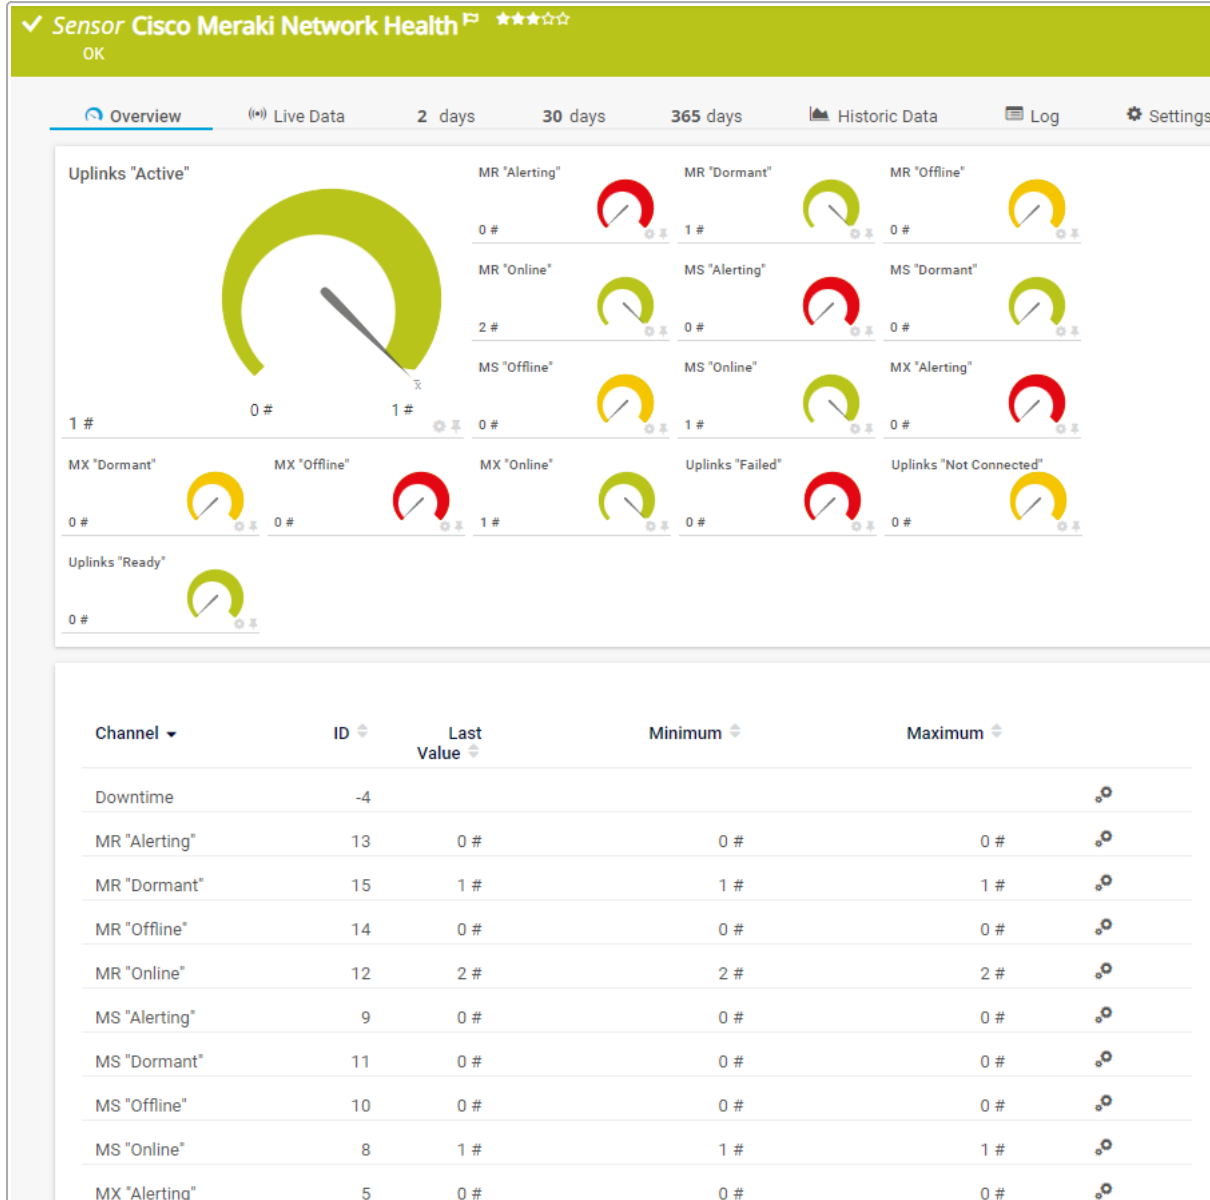 Sensor Cisco Meraki Network Health
OK
Overview Live Data 2 days 30 days 365 days Historic Data Log Settings
Uplinks "Active"
0 # 1 #
x
1 #
MR "Alerting"
0 #
MR "Dormant"
1 #
MR "Offline"
0 #
MR "Online"
2 #
MS "Alerting"
0 #
MS "Dormant"
0 #
MS "Offline"
0 #
MS "Online"
1 #
MX "Alerting"
0 #
MX "Dormant"
0 #
MX "Offline"
0 #
MX "Online"
1 #
Uplinks "Failed"
0 #
Uplinks "Not Connected"
0 #
Uplinks "Ready"
0 #
Channel ID Last Value Minimum Maximum
Downtime -4
MR "Alerting" 13 0 # 0 # 0 #
MR "Dormant" 15 1 # 1 # 1 #
MR "Offline" 14 0 # 0 # 0 #
MR "Online" 12 2 # 2 # 2 #
MS "Alerting" 9 0 # 0 # 0 #
MS "Dormant" 11 0 # 0 # 0 #
MS "Offline" 10 0 # 0 # 0 #
MS "Online" 8 1 # 1 # 1 #
MX "Alerting" 5 0 # 0 # 0 #